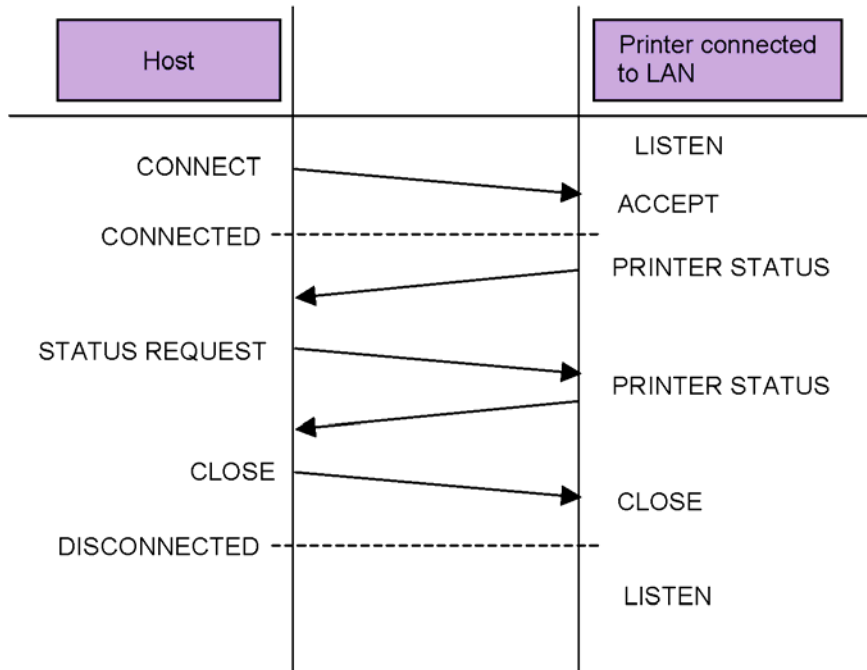 Host
Printer connected
to LAN
LISTEN
CONNECT
ACCEPT
CONNECTED
PRINTER STATUS
STATUS REQUEST
PRINTER STATUS
CLOSE
CLOSE
DISCONNECTED
LISTEN